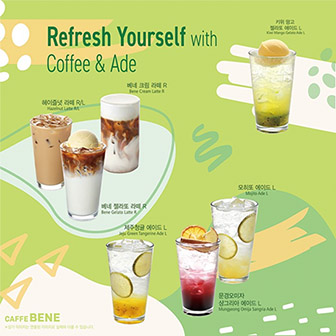 Refresh Yourself with
Coffee & Ade
키위 망고
젤라또 에이드 L
Kiwi Mango Gelato Ade L
베네 크림 라떼 R
Bene Cream Latte R
헤이즐넛 라떼 R/L
Hazelnut Latte R/L
베네 젤라또 라떼 R
Bene Gelato Latte R
모히또 에이드 L
Mojito Ade L
제주청귤 에이드 L
Jeju Green Tangerine Ade L
문경오미자
상그리아 에이드 L
Mungyeong Omija Sangria Ade L
CAFFE BENE